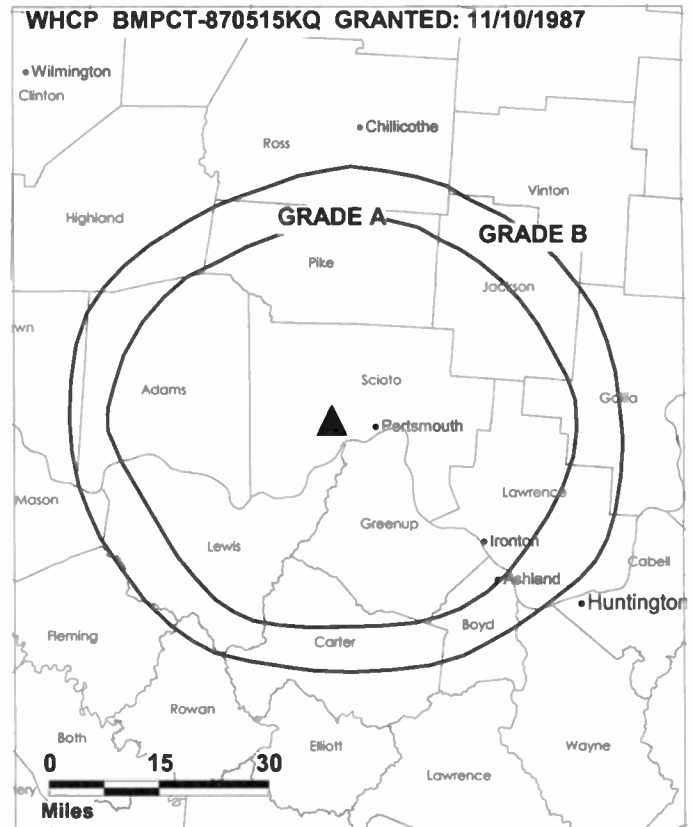 WHCP BMPCT-870515KQ GRANTED: 11/10/1987
Wilmington
Clinton
Chillicothe
Ross
Vinton
Highland
GRADE A
GRADE B
Pike
Jackson
wn
Scioto
Adams
Gallia
Portsmouth
Mason
Lawrence
Greenup
Ironton
Lewis
Cabell
Ashland
Huntington
Boyd
Fleming
Carter
Rowan
Both
Elliott
Wayne
0 15 30
Lawrence
ery
Miles